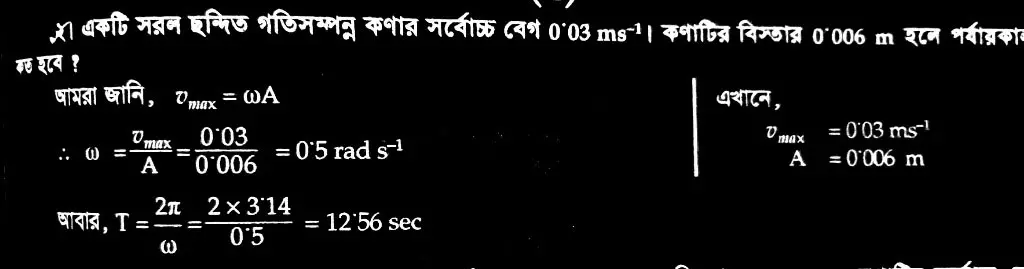 ২। একটি সরল ছন্দিত গতিসম্পন্ন কণার সর্বোচ্চ বেগ 0·03 ms⁻¹। কণাটির বিস্তার 0·006 m হলে পর্যায়কাল
কত হবে ?
আমরা জানি, v_max = ωA
∴ ω = v_max/A = 0·03/0·006 = 0·5 rad s⁻¹
আবার, T = 2π/ω = 2 × 3·14/0·5 = 12·56 sec
এখানে,
v_max = 0·03 ms⁻¹
A = 0·006 m